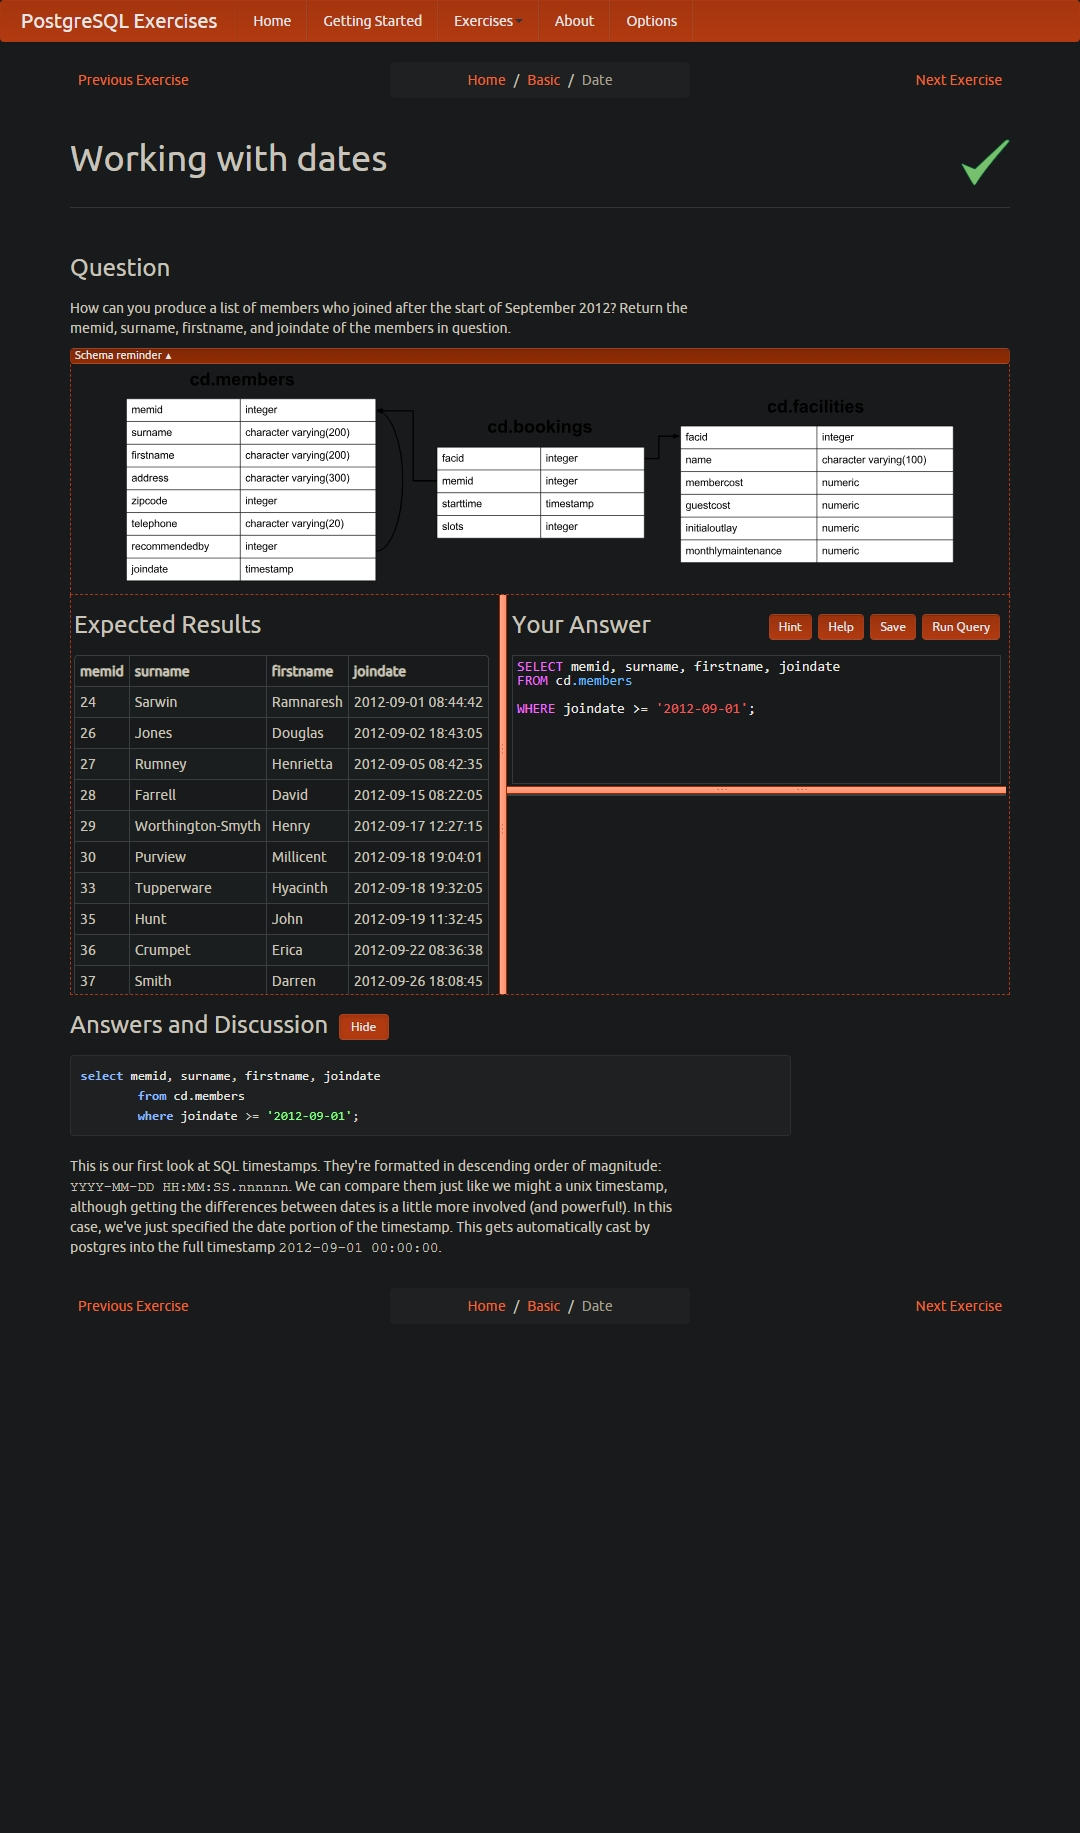 PostgreSQL Exercises Home Getting Started Exercises About Options
Previous Exercise Home / Basic / Date Next Exercise
Working with dates
Question
How can you produce a list of members who joined after the start of September 2012? Return the
memid, surname, firstname, and joindate of the members in question.
Schema reminder ▲
cd.members
memid integer
surname character varying(200)
firstname character varying(200)
address character varying(300)
zipcode integer
telephone character varying(20)
recommendedby integer
joindate timestamp
cd.bookings
facid integer
memid integer
starttime timestamp
slots integer
cd.facilities
facid integer
name character varying(100)
membercost numeric
guestcost numeric
initialoutlay numeric
monthlymaintenance numeric
Expected Results
memid surname firstname joindate
24 Sarwin Ramnaresh 2012-09-01 08:44:42
26 Jones Douglas 2012-09-02 18:43:05
27 Rumney Henrietta 2012-09-05 08:42:35
28 Farrell David 2012-09-15 08:22:05
29 Worthington-Smyth Henry 2012-09-17 12:27:15
30 Purview Millicent 2012-09-18 19:04:01
33 Tupperware Hyacinth 2012-09-18 19:32:05
35 Hunt John 2012-09-19 11:32:45
36 Crumpet Erica 2012-09-22 08:36:38
37 Smith Darren 2012-09-26 18:08:45
Your Answer Hint Help Save Run Query
SELECT memid, surname, firstname, joindate
FROM cd.members
WHERE joindate >= '2012-09-01';
Answers and Discussion Hide
select memid, surname, firstname, joindate
from cd.members
where joindate >= '2012-09-01';
This is our first look at SQL timestamps. They're formatted in descending order of magnitude:
YYYY-MM-DD HH:MM:SS.nnnnnn. We can compare them just like we might a unix timestamp,
although getting the differences between dates is a little more involved (and powerful!). In this
case, we've just specified the date portion of the timestamp. This gets automatically cast by
postgres into the full timestamp 2012-09-01 00:00:00.
Previous Exercise Home / Basic / Date Next Exercise